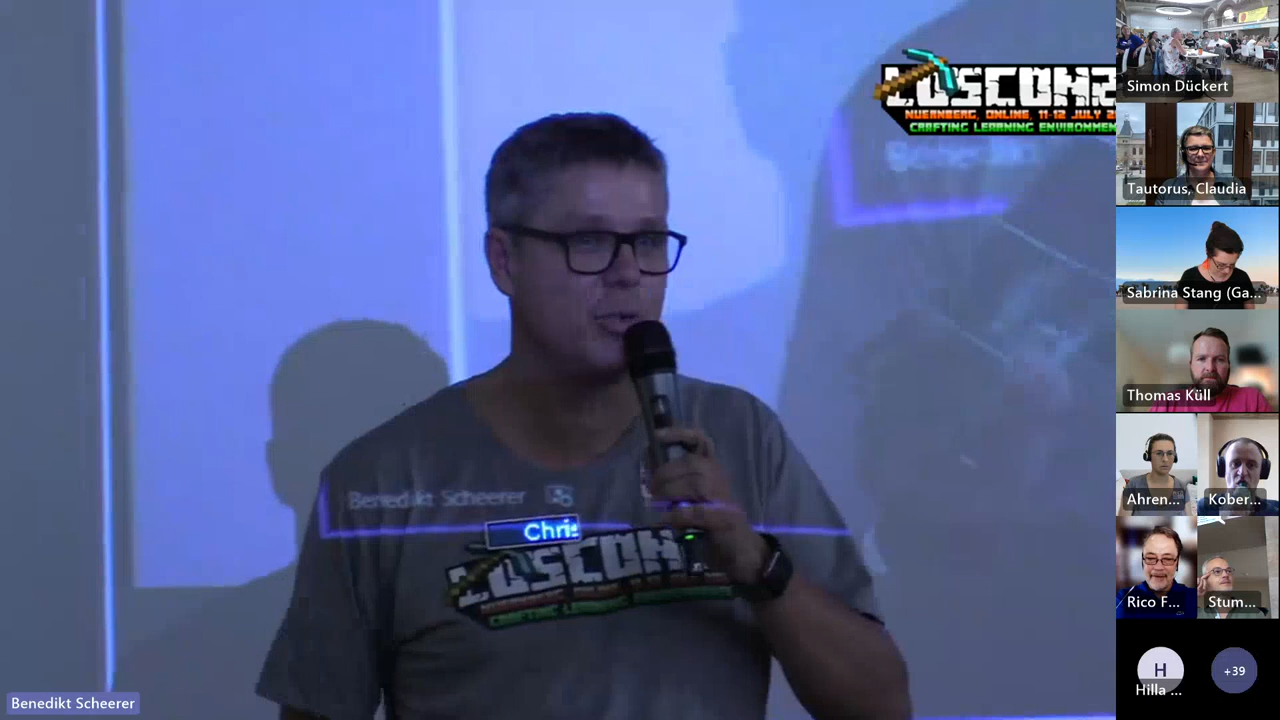 LOSCON2
NUERNBERG, ONLINE, 11-12 JULY 2
CRAFTING LEARNING ENVIRONMEN
Simon Dückert
Tautorus, Claudia
Sabrina Stang (Ga...
Thomas Küll
Ahren...
Kober...
Benedikt Scheerer
Chris
LOSCON
Rico F...
Stum...
H
Hilla ...
+39
Benedikt Scheerer